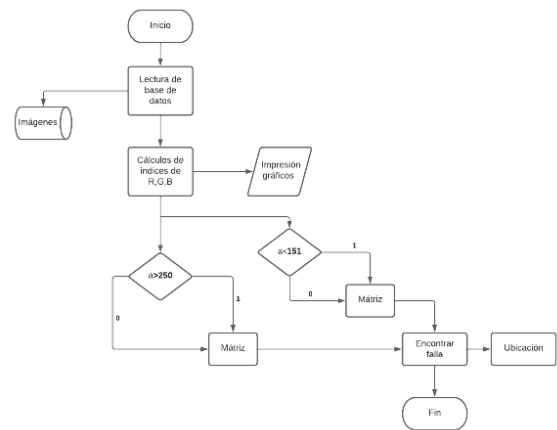 Inicio
Lectura de
base de
datos
Imágenes
Cálculos de
índices de
R,G,B
Impresión
gráficos
a<151
1
0
Mátriz
a>250
1
0
Mátriz
Encontrar
falla
Ubicación
Fin